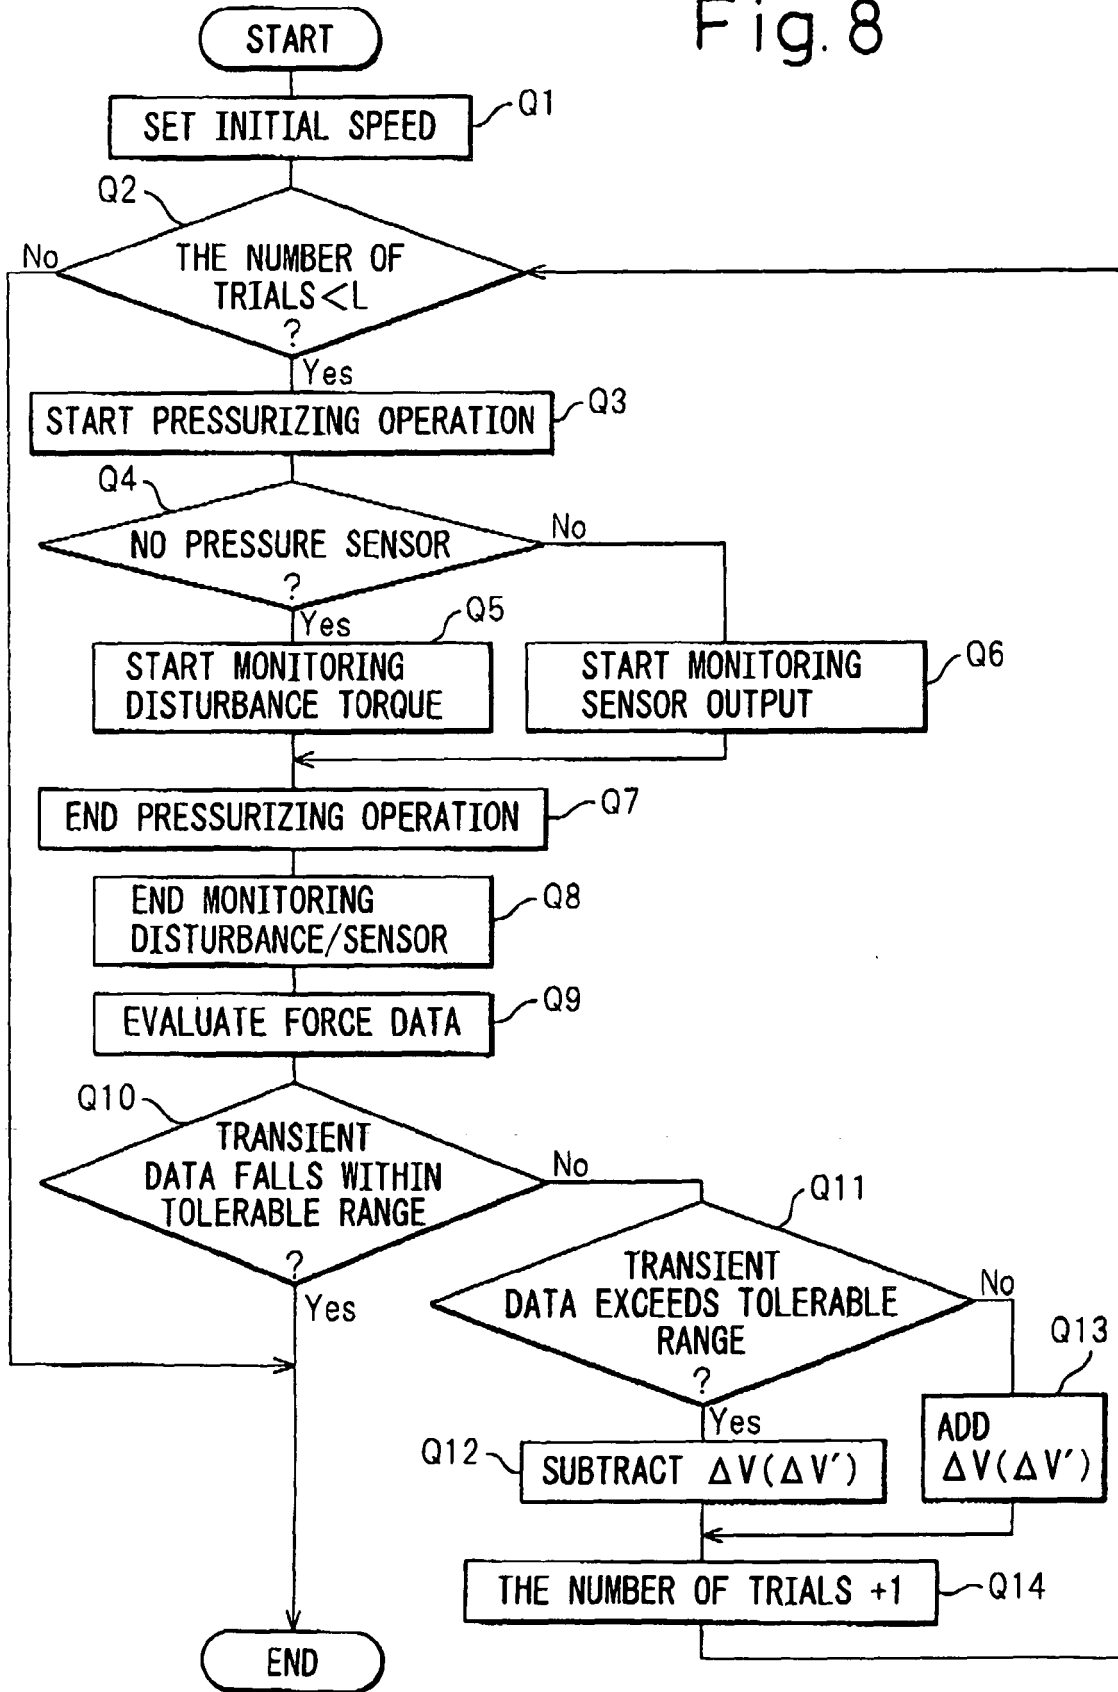 Fig. 8
START
SET INITIAL SPEED
Q1
Q2
No
THE NUMBER OF
TRIALS<L
?
Yes
START PRESSURIZING OPERATION
Q3
Q4
NO PRESSURE SENSOR
?
No
Yes
Q5
START MONITORING
DISTURBANCE TORQUE
START MONITORING
SENSOR OUTPUT
Q6
END PRESSURIZING OPERATION
Q7
END MONITORING
DISTURBANCE/SENSOR
Q8
EVALUATE FORCE DATA
Q9
Q10
TRANSIENT
DATA FALLS WITHIN
TOLERABLE RANGE
?
No
Yes
Q11
TRANSIENT
DATA EXCEEDS TOLERABLE
RANGE
?
No
Yes
Q13
ADD
ΔV(ΔV′)
Q12
SUBTRACT ΔV(ΔV′)
THE NUMBER OF TRIALS +1
Q14
END